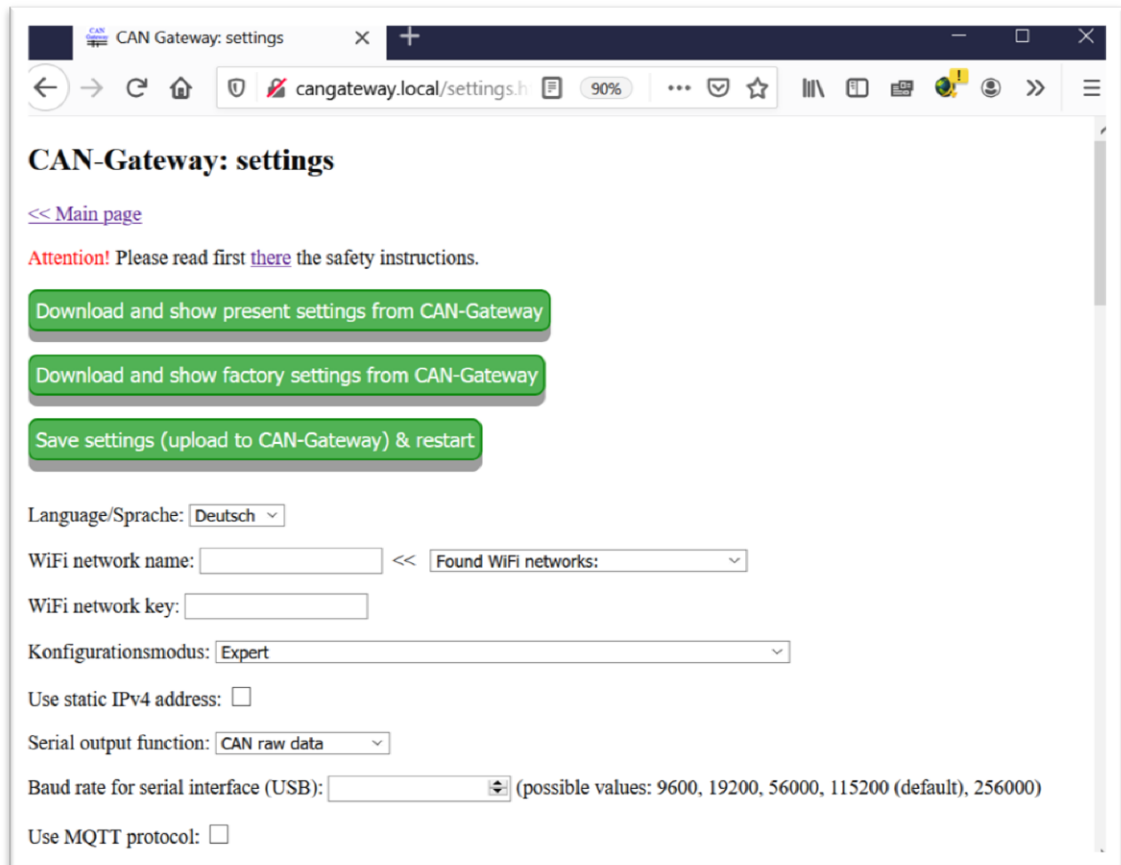 CAN Gateway: settings
cangateway.local/settings.h 90%
CAN-Gateway: settings
<< Main page
Attention! Please read first there the safety instructions.
Download and show present settings from CAN-Gateway
Download and show factory settings from CAN-Gateway
Save settings (upload to CAN-Gateway) & restart
Language/Sprache: Deutsch
WiFi network name: << Found WiFi networks:
WiFi network key:
Konfigurationsmodus: Expert
Use static IPv4 address:
Serial output function: CAN raw data
Baud rate for serial interface (USB): (possible values: 9600, 19200, 56000, 115200 (default), 256000)
Use MQTT protocol: